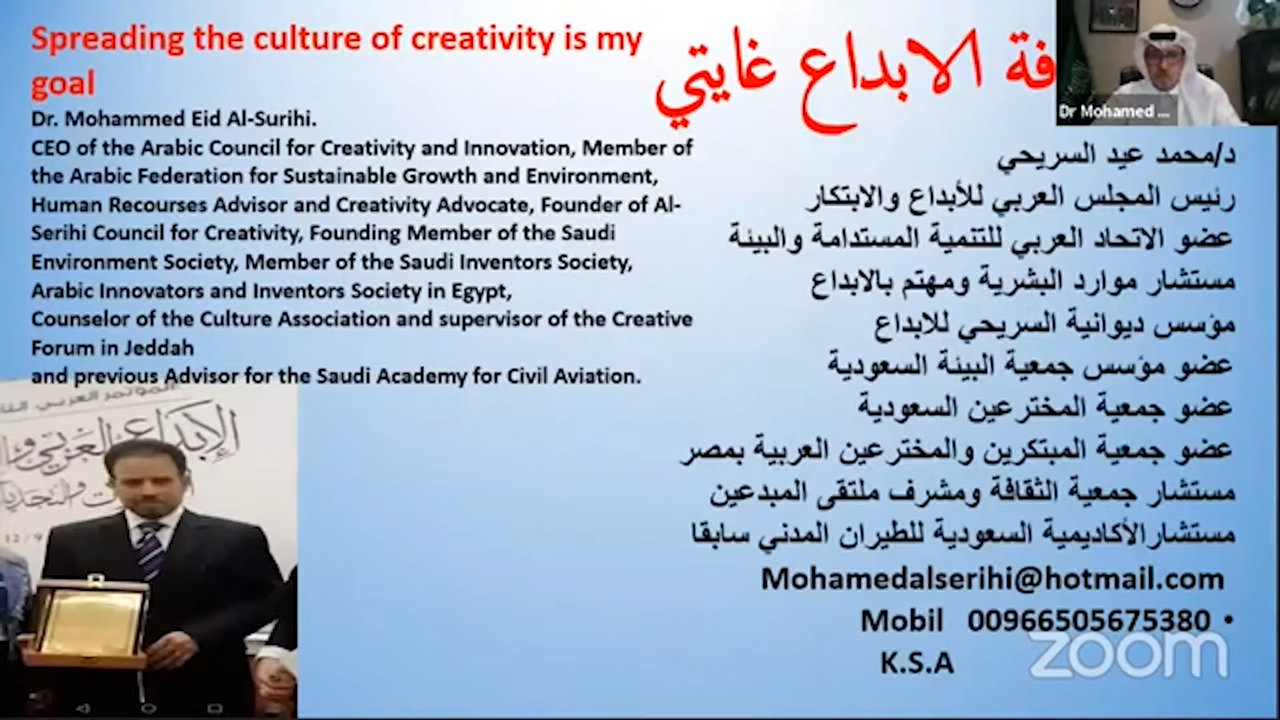 Spreading the culture of creativity is my
goal
Dr. Mohammed Eid Al-Surihi.
CEO of the Arabic Council for Creativity and Innovation, Member of
the Arabic Federation for Sustainable Growth and Environment,
Human Recourses Advisor and Creativity Advocate, Founder of Al-
Serihi Council for Creativity, Founding Member of the Saudi
Environment Society, Member of the Saudi Inventors Society,
Arabic Innovators and Inventors Society in Egypt,
Counselor of the Culture Association and supervisor of the Creative
Forum in Jeddah
and previous Advisor for the Saudi Academy for Civil Aviation.
فة الابداع غايتي
Dr Mohamed ...
د/محمد عيد السريحي
رئيس المجلس العربي للأبداع والابتكار
عضو الاتحاد العربي للتنمية المستدامة والبيئة
مستشار موارد البشرية ومهتم بالابداع
مؤسس ديوانية السريحي للابداع
عضو مؤسس جمعية البيئة السعودية
عضو جمعية المخترعين السعودية
عضو جمعية المبتكرين والمخترعين العربية بمصر
مستشار جمعية الثقافة ومشرف ملتقى المبدعين
مستشارالأكاديمية السعودية للطيران المدني سابقا
Mohamedalserihi@hotmail.com
Mobil 00966505675380 •
K.S.A
zoom
المؤتمر العربي
الإبداع العربي
12/9